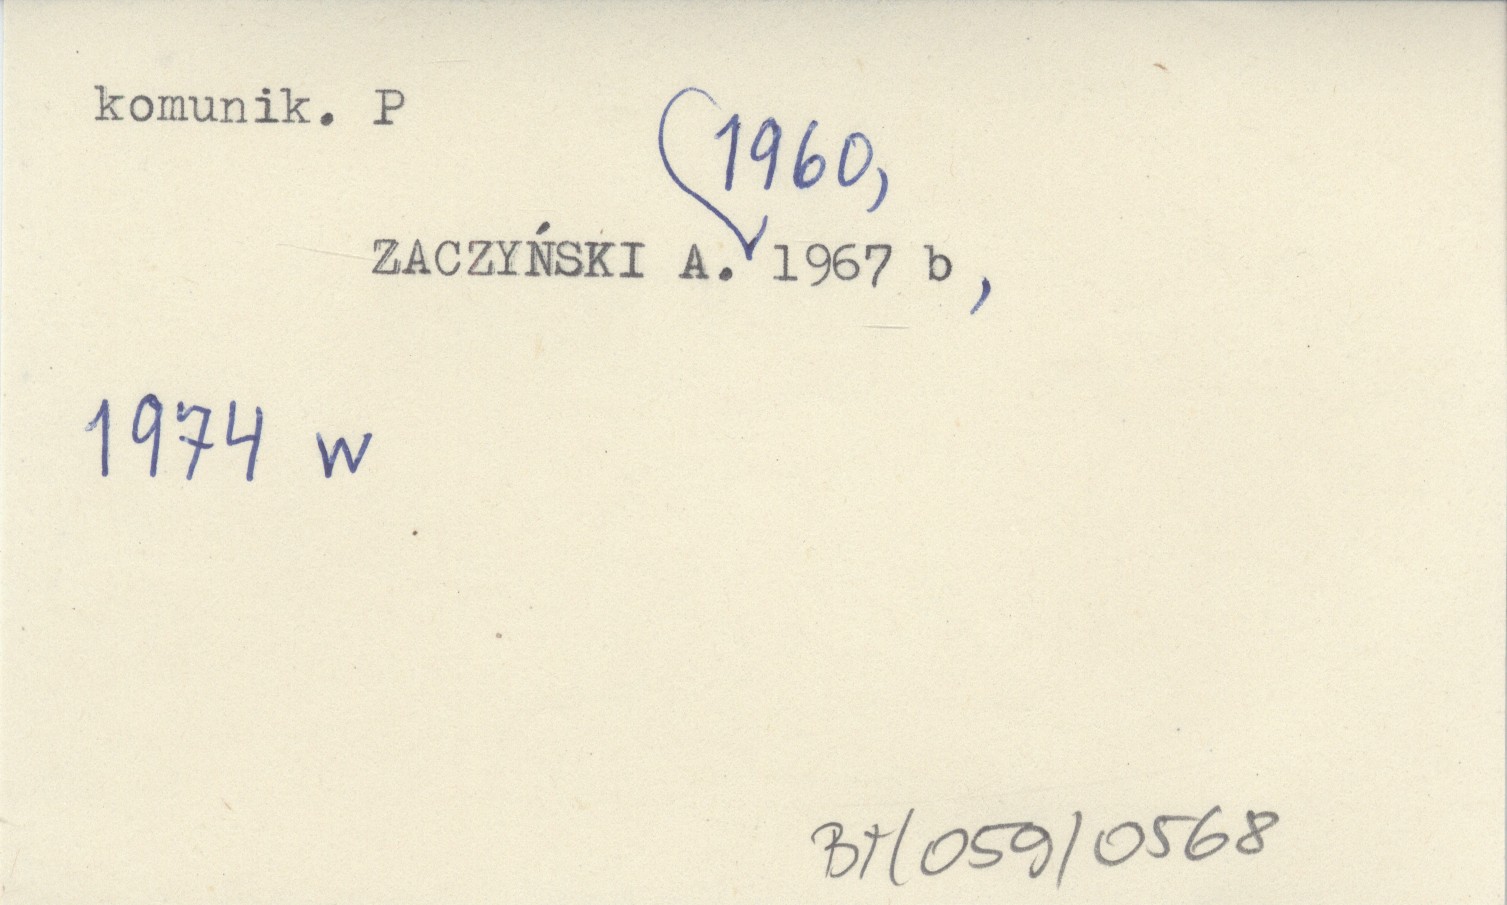 komunik. P
1960,
ZACZYŃSKI A. 1967 b,
1974 w
Bt/059/0568